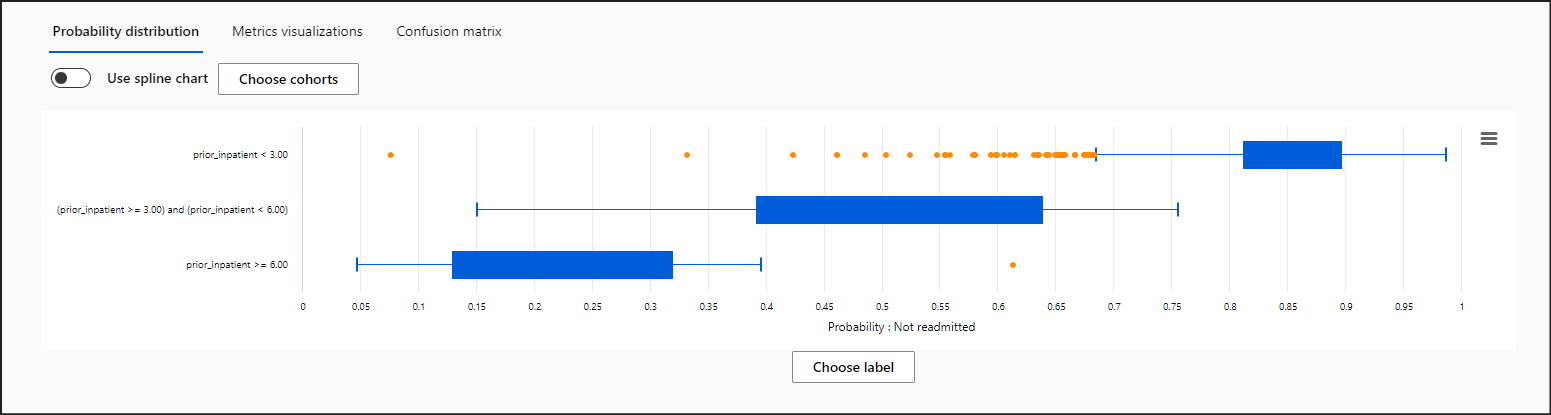 Probability distribution Metrics visualizations Confusion matrix
Use spline chart Choose cohorts
prior_inpatient < 3.00
(prior_inpatient >= 3.00) and (prior_inpatient < 6.00)
prior_inpatient >= 6.00
0 0.05 0.1 0.15 0.2 0.25 0.3 0.35 0.4 0.45 0.5 0.55 0.6 0.65 0.7 0.75 0.8 0.85 0.9 0.95 1
Probability : Not readmitted
Choose label